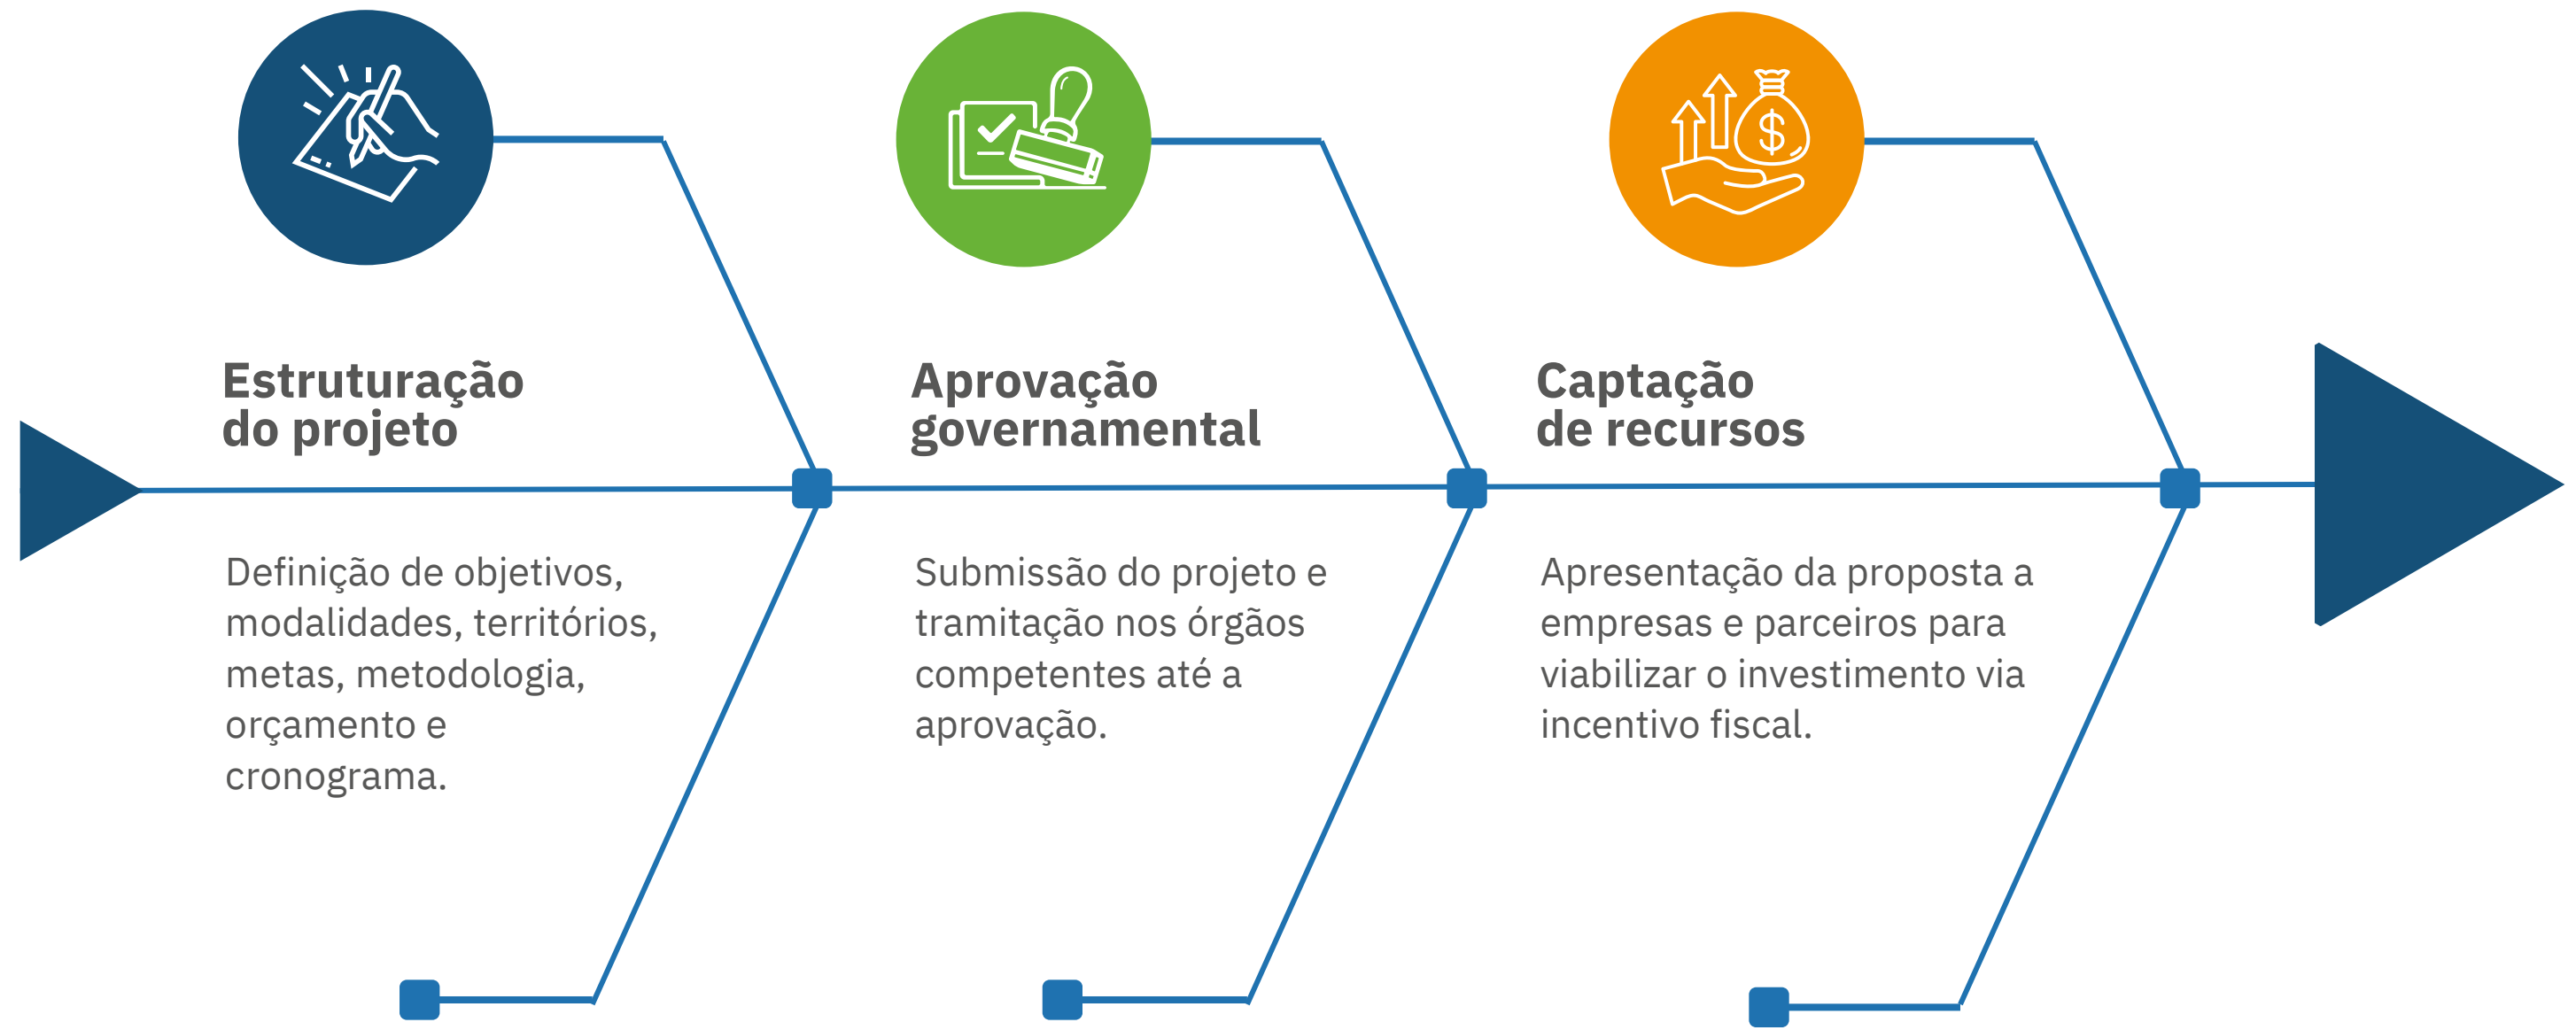 Estruturação
do projeto
Definição de objetivos,
modalidades, territórios,
metas, metodologia,
orçamento e
cronograma.
Aprovação
governamental
Submissão do projeto e
tramitação nos órgãos
competentes até a
aprovação.
Captação
de recursos
Apresentação da proposta a
empresas e parceiros para
viabilizar o investimento via
incentivo fiscal.
$